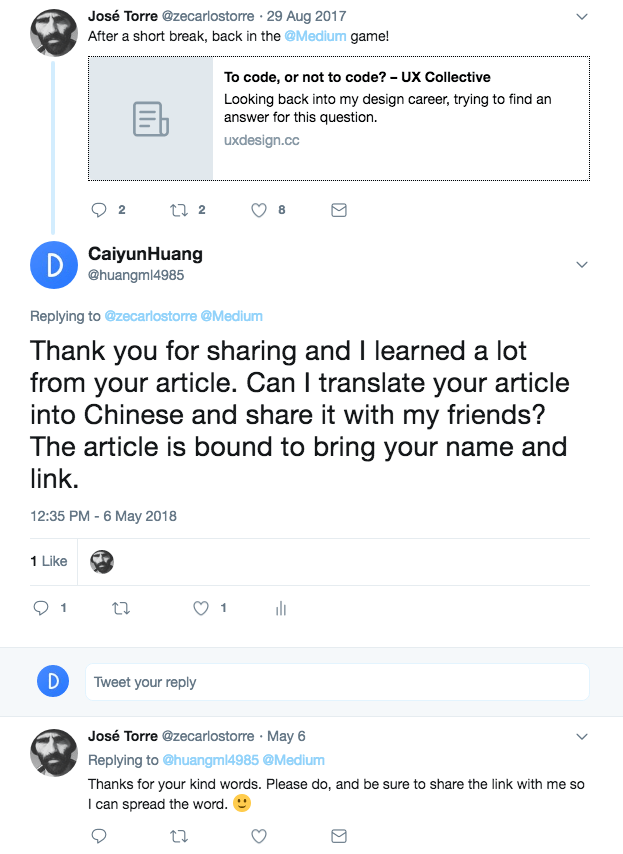 José Torre @zecarlostorre · 29 Aug 2017
After a short break, back in the @Medium game!
To code, or not to code? – UX Collective
Looking back into my design career, trying to find an
answer for this question.
uxdesign.cc
2 2 8
D
CaiyunHuang
@huangml4985
Replying to @zecarlostorre @Medium
Thank you for sharing and I learned a lot
from your article. Can I translate your article
into Chinese and share it with my friends?
The article is bound to bring your name and
link.
12:35 PM - 6 May 2018
1 Like
1 1
D
Tweet your reply
José Torre @zecarlostorre · May 6
Replying to @huangml4985 @Medium
Thanks for your kind words. Please do, and be sure to share the link with me so
I can spread the word. 🙂